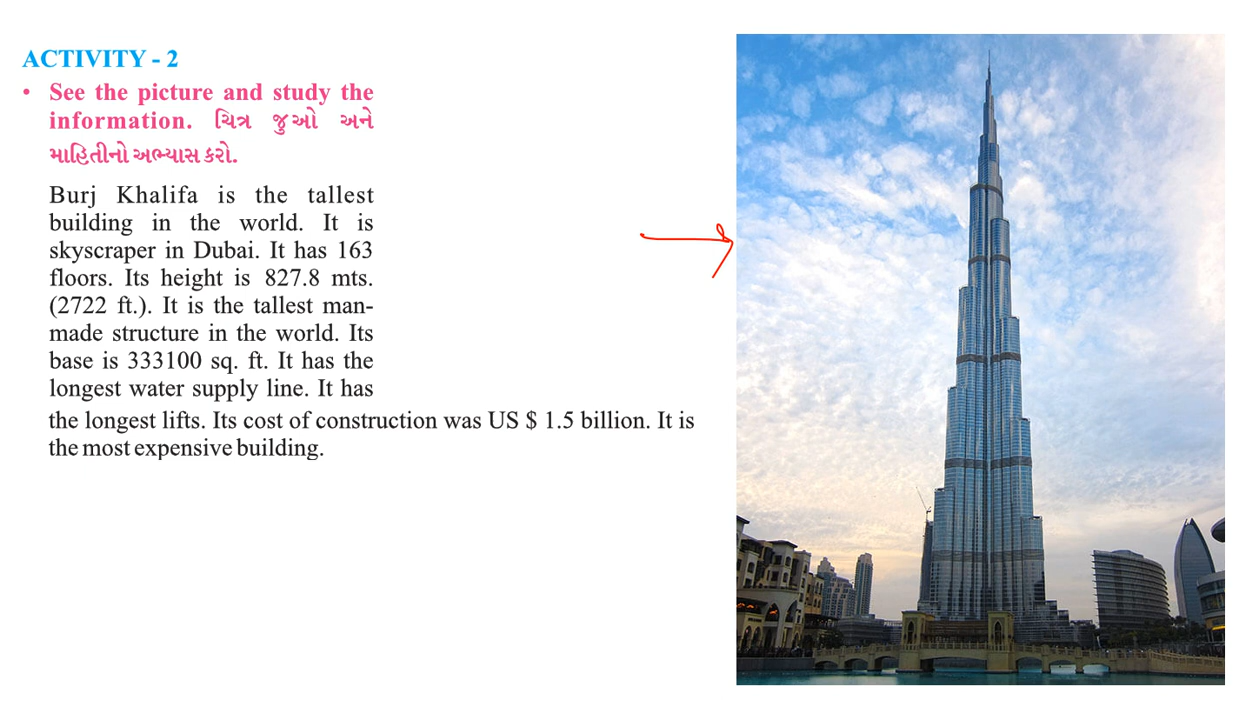 ACTIVITY - 2
• See the picture and study the
information. ચિત્ર જુઓ અને
માહિતીનો અભ્યાસ કરો.
Burj Khalifa is the tallest
building in the world. It is
skyscraper in Dubai. It has 163
floors. Its height is 827.8 mts.
(2722 ft.). It is the tallest man-
made structure in the world. Its
base is 333100 sq. ft. It has the
longest water supply line. It has
the longest lifts. Its cost of construction was US $ 1.5 billion. It is
the most expensive building.